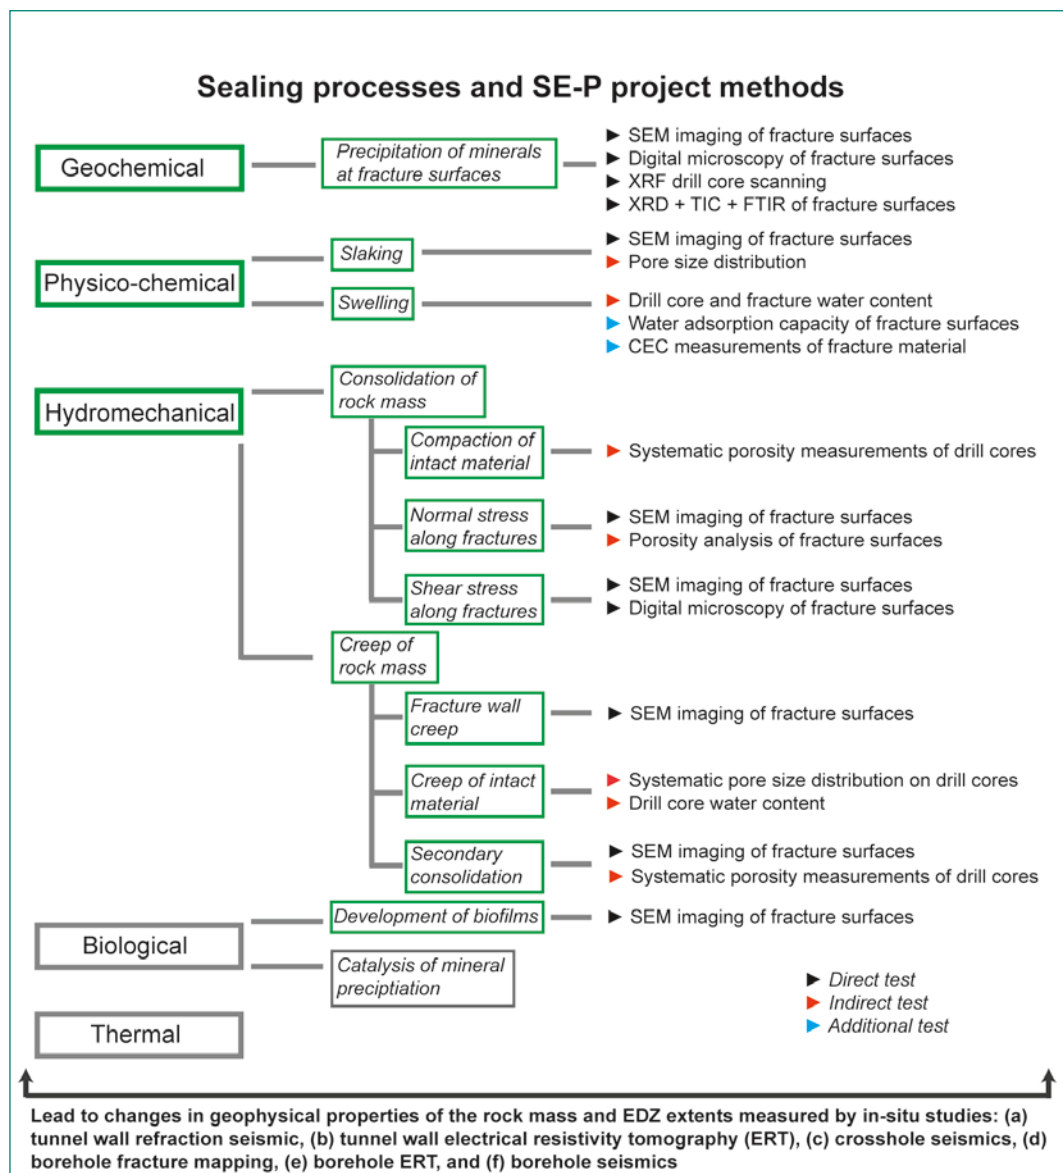 Sealing processes and SE-P project methods
Geochemical
Precipitation of minerals
at fracture surfaces
► SEM imaging of fracture surfaces
► Digital microscopy of fracture surfaces
► XRF drill core scanning
► XRD + TIC + FTIR of fracture surfaces
Physico-chemical
Slaking
► SEM imaging of fracture surfaces
► Pore size distribution
Swelling
► Drill core and fracture water content
► Water adsorption capacity of fracture surfaces
► CEC measurements of fracture material
Hydromechanical
Consolidation of
rock mass
Compaction of
intact material
► Systematic porosity measurements of drill cores
Normal stress
along fractures
► SEM imaging of fracture surfaces
► Porosity analysis of fracture surfaces
Shear stress
along fractures
► SEM imaging of fracture surfaces
► Digital microscopy of fracture surfaces
Creep of
rock mass
Fracture wall
creep
► SEM imaging of fracture surfaces
Creep of intact
material
► Systematic pore size distribution on drill cores
► Drill core water content
Secondary
consolidation
► SEM imaging of fracture surfaces
► Systematic porosity measurements of drill cores
Biological
Development of biofilms
► SEM imaging of fracture surfaces
Catalysis of mineral
preciptiation
Thermal
► Direct test
► Indirect test
► Additional test
Lead to changes in geophysical properties of the rock mass and EDZ extents measured by in-situ studies: (a)
tunnel wall refraction seismic, (b) tunnel wall electrical resistivity tomography (ERT), (c) crosshole seismics, (d)
borehole fracture mapping, (e) borehole ERT, and (f) borehole seismics